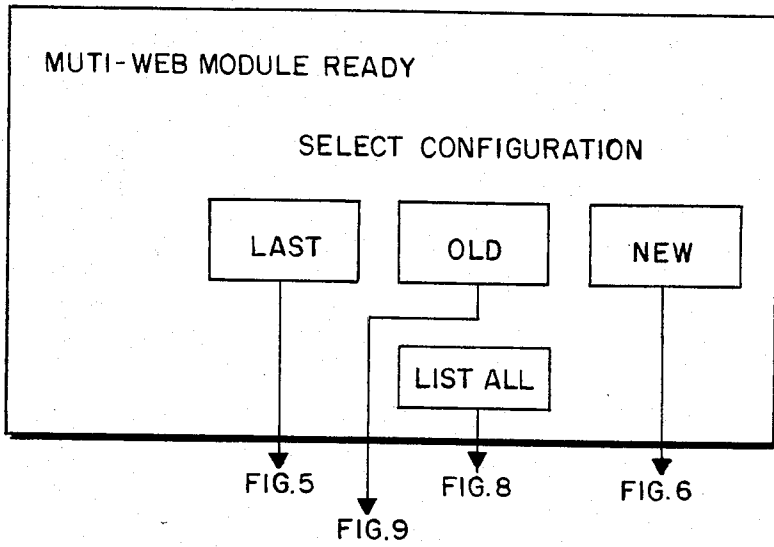 MUTI-WEB MODULE READY
SELECT CONFIGURATION
LAST OLD NEW
LIST ALL
FIG.5 FIG.8 FIG.6
FIG.9